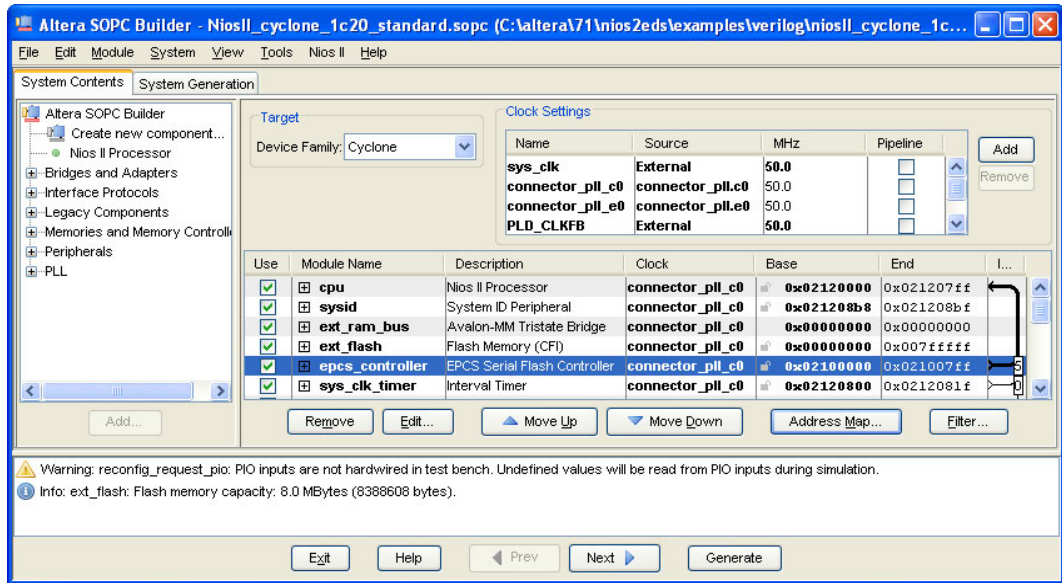 Altera SOPC Builder - NiosII_cyclone_1c20_standard.sopc (C:\altera\71\nios2eds\examples\verilog\niosII_cyclone_1c...
File Edit Module System View Tools Nios II Help
System Contents System Generation
Altera SOPC Builder
Create new component...
Nios II Processor
Bridges and Adapters
Interface Protocols
Legacy Components
Memories and Memory Controlle
Peripherals
PLL
Add...
Target
Device Family: Cyclone
Clock Settings
Name Source MHz Pipeline
sys_clk External 50.0
connector_pll_c0 connector_pll.c0 50.0
connector_pll_e0 connector_pll.e0 50.0
PLD_CLKFB External 50.0
Add
Remove
Use Module Name Description Clock Base End I...
cpu Nios II Processor connector_pll_c0 0x02120000 0x021207ff
sysid System ID Peripheral connector_pll_c0 0x021208b8 0x021208bf
ext_ram_bus Avalon-MM Tristate Bridge connector_pll_c0 0x00000000 0x00000000
ext_flash Flash Memory (CFI) connector_pll_c0 0x00000000 0x007fffff
epcs_controller EPCS Serial Flash Controller connector_pll_c0 0x02100000 0x021007ff 5
sys_clk_timer Interval Timer connector_pll_c0 0x02120800 0x0212081f 0
Remove Edit... Move Up Move Down Address Map... Filter...
Warning: reconfig_request_pio: PIO inputs are not hardwired in test bench. Undefined values will be read from PIO inputs during simulation.
Info: ext_flash: Flash memory capacity: 8.0 MBytes (8388608 bytes).
Exit Help Prev Next Generate